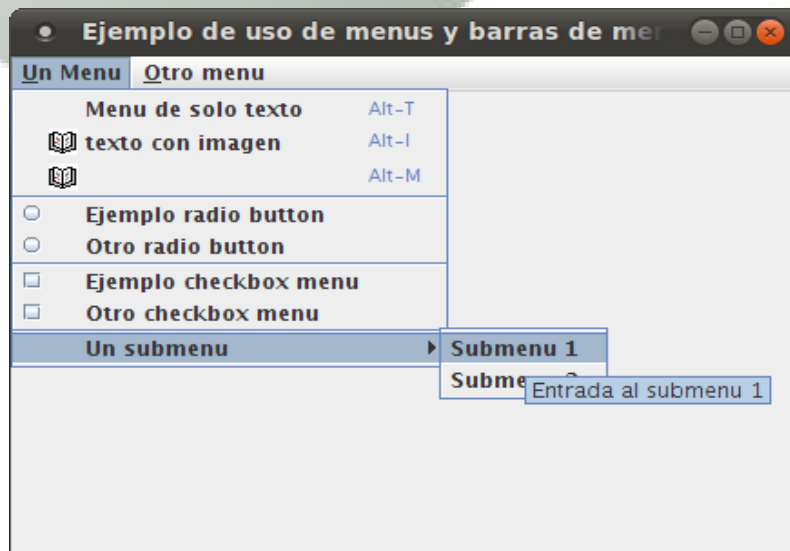 Ejemplo de uso de menus y barras de
Un Menu Otro menu
Menu de solo texto Alt-T
texto con imagen Alt-I
Alt-M
Ejemplo radio button
Otro radio button
Ejemplo checkbox menu
Otro checkbox menu
Un submenu
Submenu 1
Entrada al submenu 1